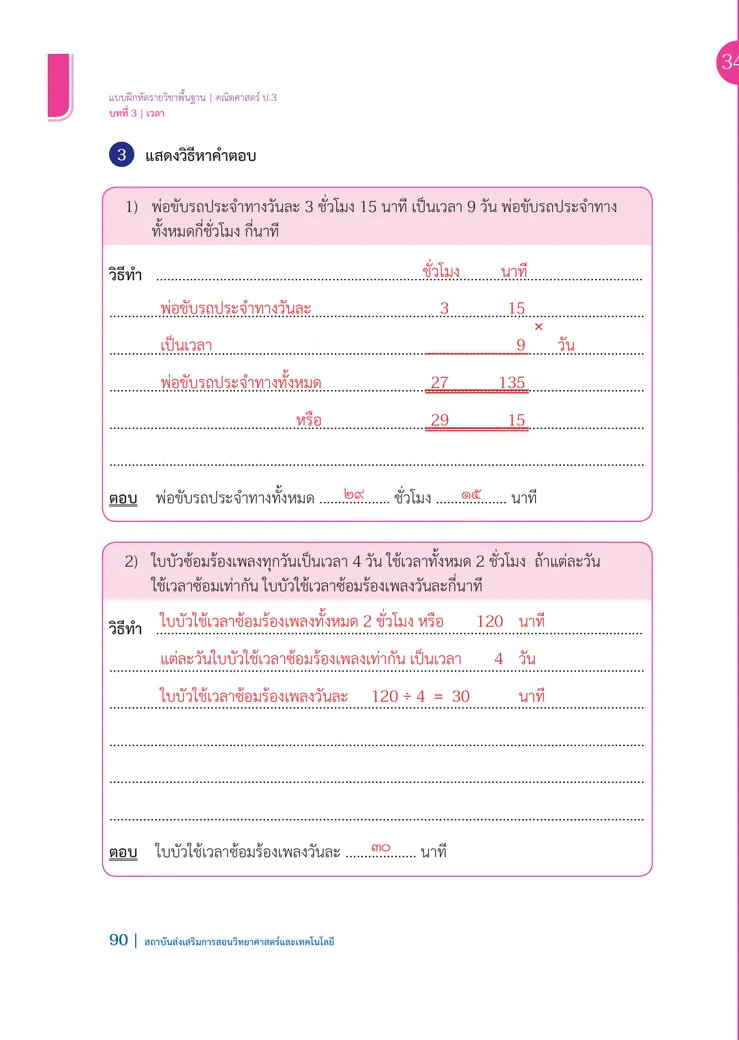 34
แบบฝึกหัดรายวิชาพื้นฐาน | คณิตศาสตร์ ป.3
บทที่ 3 | เวลา
3 แสดงวิธีหาคำตอบ
1) พ่อขับรถประจำทางวันละ 3 ชั่วโมง 15 นาที เป็นเวลา 9 วัน พ่อขับรถประจำทาง
ทั้งหมดกี่ชั่วโมง กี่นาที
วิธีทำ ชั่วโมง นาที
พ่อขับรถประจำทางวันละ 3 15
×
เป็นเวลา 9 วัน
พ่อขับรถประจำทางทั้งหมด 27 135
หรือ 29 15
ตอบ พ่อขับรถประจำทางทั้งหมด ๒๙ ชั่วโมง ๑๕ นาที
2) ใบบัวซ้อมร้องเพลงทุกวันเป็นเวลา 4 วัน ใช้เวลาทั้งหมด 2 ชั่วโมง ถ้าแต่ละวัน
ใช้เวลาซ้อมเท่ากัน ใบบัวใช้เวลาซ้อมร้องเพลงวันละกี่นาที
วิธีทำ ใบบัวใช้เวลาซ้อมร้องเพลงทั้งหมด 2 ชั่วโมง หรือ 120 นาที
แต่ละวันใบบัวใช้เวลาซ้อมร้องเพลงเท่ากัน เป็นเวลา 4 วัน
ใบบัวใช้เวลาซ้อมร้องเพลงวันละ 120 ÷ 4 = 30 นาที
ตอบ ใบบัวใช้เวลาซ้อมร้องเพลงวันละ ๓๐ นาที
90 | สถาบันส่งเสริมการสอนวิทยาศาสตร์และเทคโนโลยี